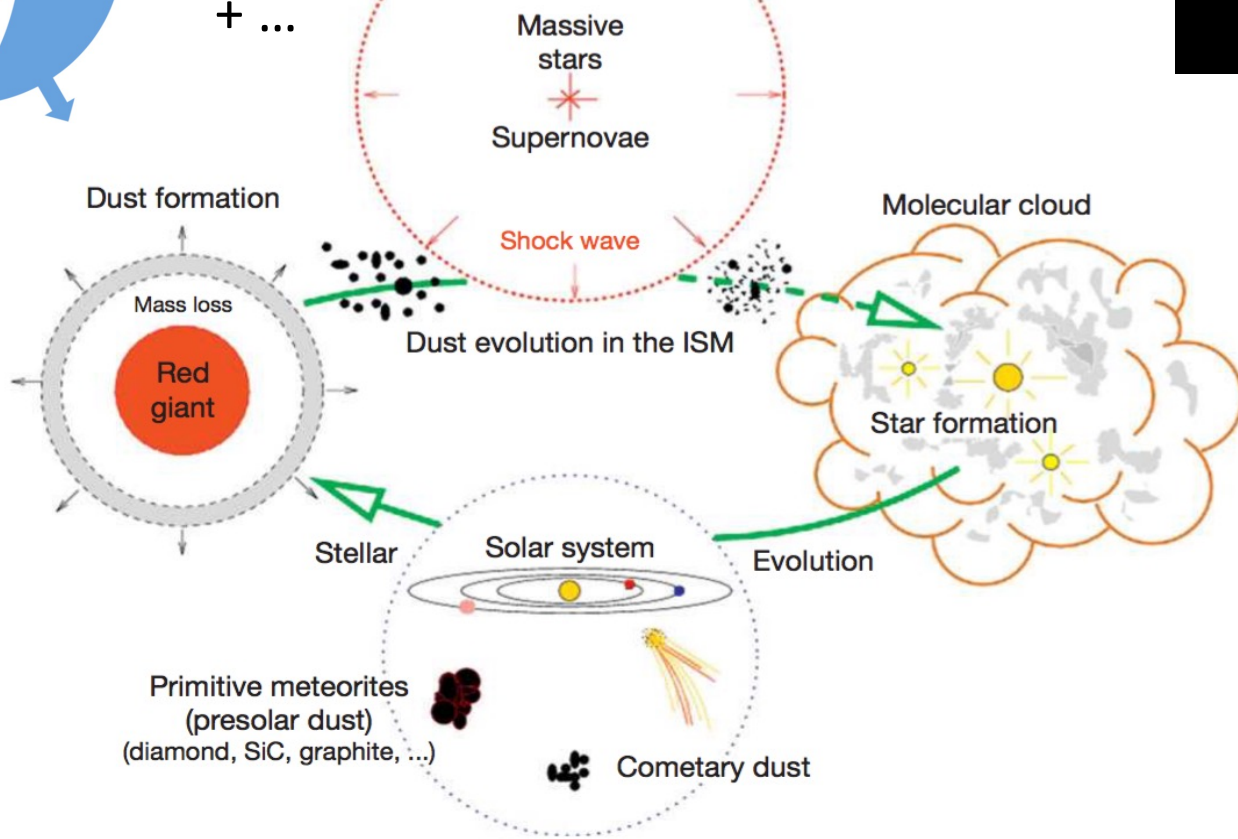 + ...
Massive
stars
Supernovae
Shock wave
Dust formation
Mass loss
Red
giant
Dust evolution in the ISM
Molecular cloud
Star formation
Stellar
Solar system
Evolution
Primitive meteorites
(presolar dust)
(diamond, SiC, graphite, ...)
Cometary dust